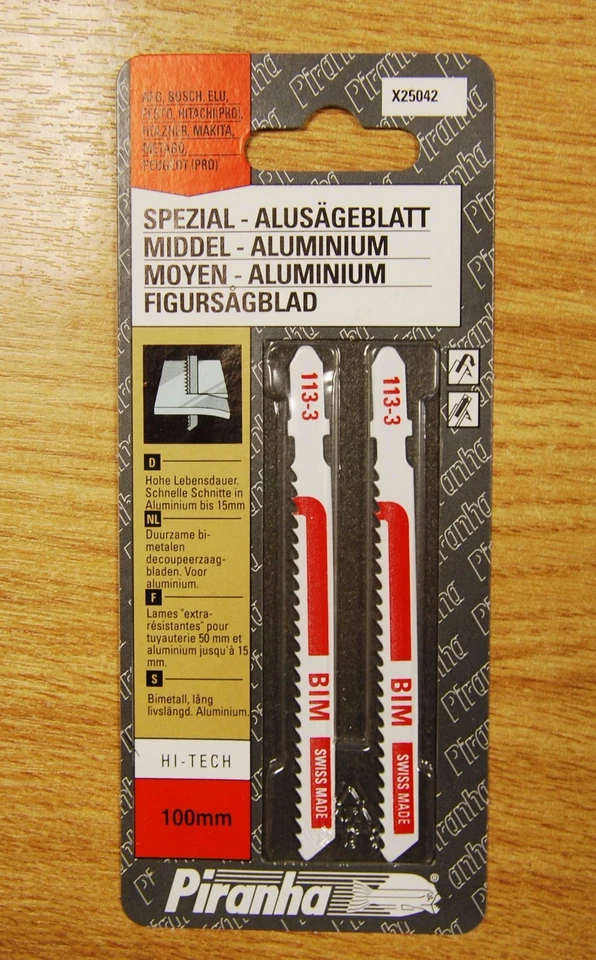 X25042
AEG, BOSCH, ELU,
FESTO, HITACHI(PRO),
HOLZHER, MAKITA,
METABO,
PEUGEOT (PRO)
SPEZIAL - ALUSÄGEBLATT
MIDDEL - ALUMINIUM
MOYEN - ALUMINIUM
FIGURSÅGBLAD
D
Hohe Lebensdauer.
Schnelle Schnitte in
Aluminium bis 15mm
NL
Duurzame bi-
metalen
decoupeerzaag-
bladen. Voor
aluminium.
F
Lames "extra-
résistantes" pour
tuyauterie 50 mm et
aluminium jusqu'à 15
mm.
S
Bimetall, lång
livslängd. Aluminium.
HI-TECH
100mm
113-3
BIM
SWISS MADE
113-3
BIM
SWISS MADE
Piranha®